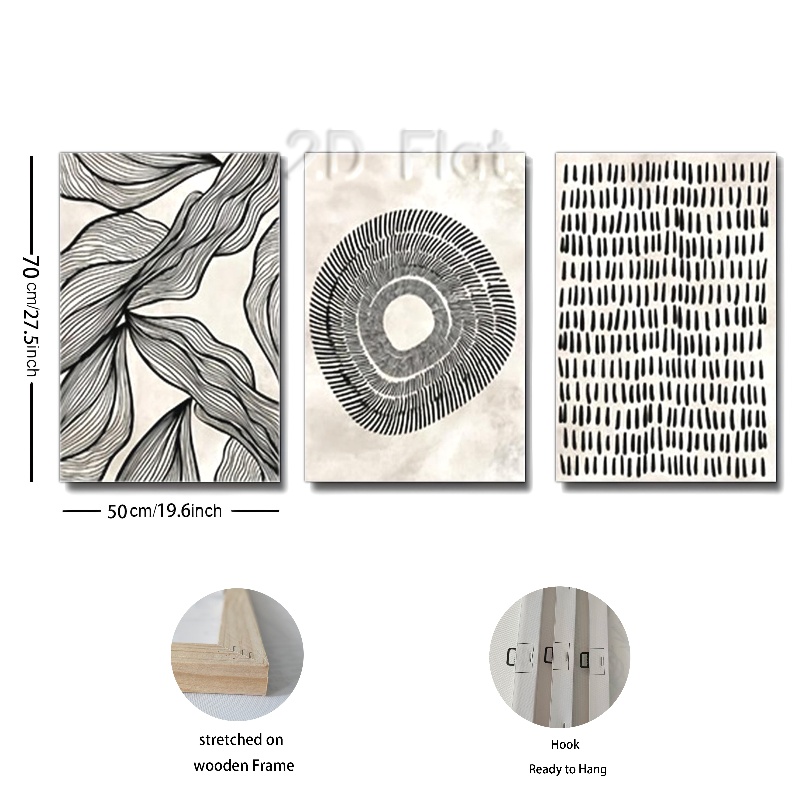 2D Flat
70 cm/27.5inch
50cm/19.6inch
stretched on
wooden Frame
Hook
Ready to Hang